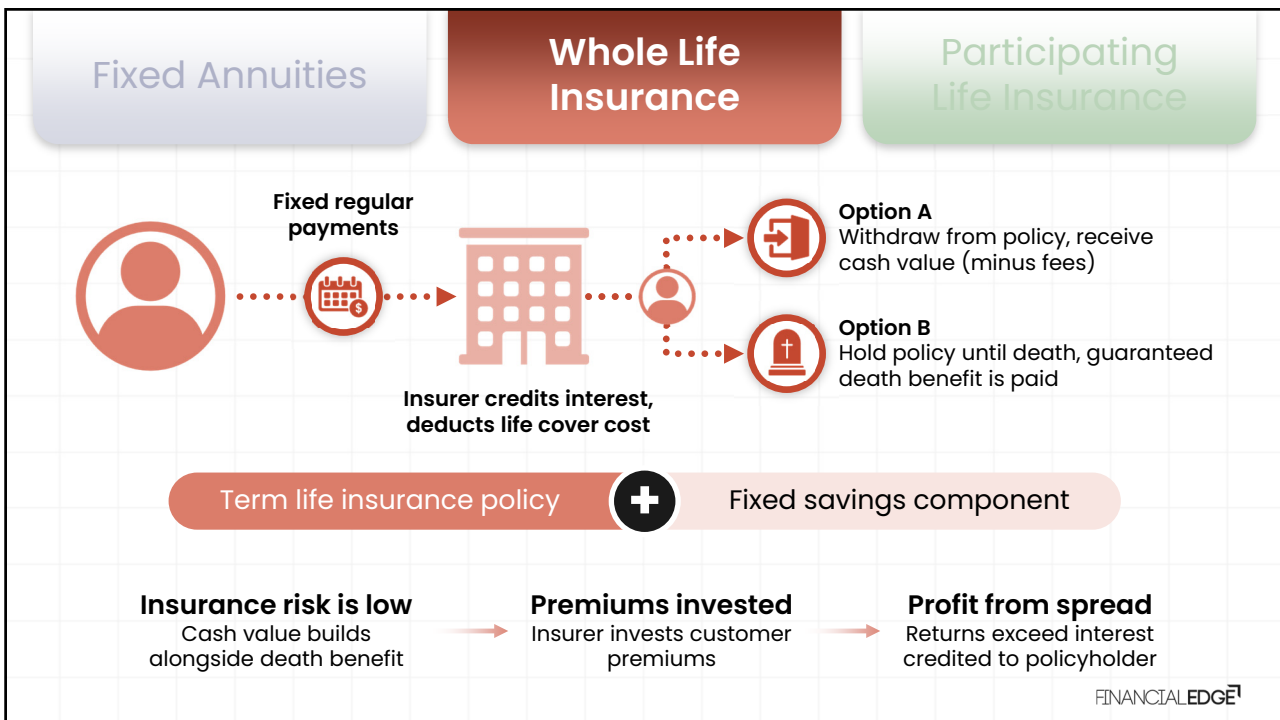 Fixed Annuities
Whole Life
Insurance
Participating
Life Insurance
Fixed regular
payments
$
Insurer credits interest,
deducts life cover cost
Option A
Withdraw from policy, receive
cash value (minus fees)
Option B
Hold policy until death, guaranteed
death benefit is paid
Term life insurance policy
+
Fixed savings component
Insurance risk is low
Cash value builds
alongside death benefit
Premiums invested
Insurer invests customer
premiums
Profit from spread
Returns exceed interest
credited to policyholder
FINANCIALEDGE